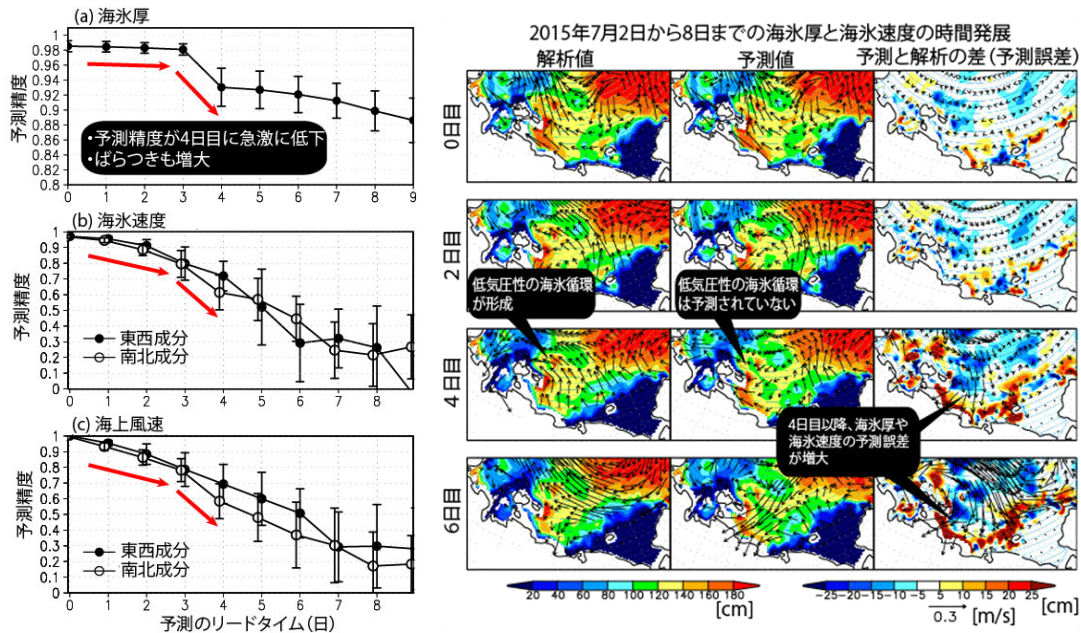 (a) 海氷厚
1
0.98
0.96
0.94
0.92
0.9
0.88
0.86
0.84
0.82
0.8
予測精度
•予測精度が4日目に急激に低下
•ばらつきも増大
0 1 2 3 4 5 6 7 8 9
(b) 海氷速度
1
0.9
0.8
0.7
0.6
0.5
0.4
0.3
0.2
0.1
0
予測精度
東西成分
南北成分
0 1 2 3 4 5 6 7 8
(c) 海上風速
1
0.9
0.8
0.7
0.6
0.5
0.4
0.3
0.2
0.1
0
予測精度
東西成分
南北成分
0 1 2 3 4 5 6 7 8
予測のリードタイム(日)
2015年7月2日から8日までの海氷厚と海氷速度の時間発展
解析値 予測値 予測と解析の差(予測誤差)
0日目
2日目
低気圧性の海氷循環
が形成
低気圧性の海氷循環
は予測されていない
4日目
4日目以降、海氷厚や
海氷速度の予測誤差
が増大
6日目
20 40 60 80 100 120 140 160 180
[cm]
-25 -20 -15 -10 -5 5 10 15 20 25
[cm]
0.3 [m/s]